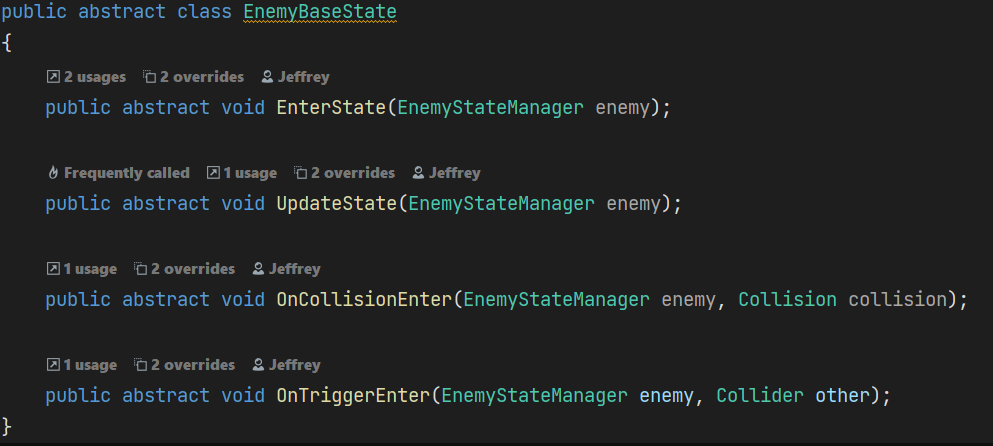 public abstract class EnemyBaseState
{
2 usages 2 overrides Jeffrey
public abstract void EnterState(EnemyStateManager enemy);
Frequently called 1 usage 2 overrides Jeffrey
public abstract void UpdateState(EnemyStateManager enemy);
1 usage 2 overrides Jeffrey
public abstract void OnCollisionEnter(EnemyStateManager enemy, Collision collision);
1 usage 2 overrides Jeffrey
public abstract void OnTriggerEnter(EnemyStateManager enemy, Collider other);
}